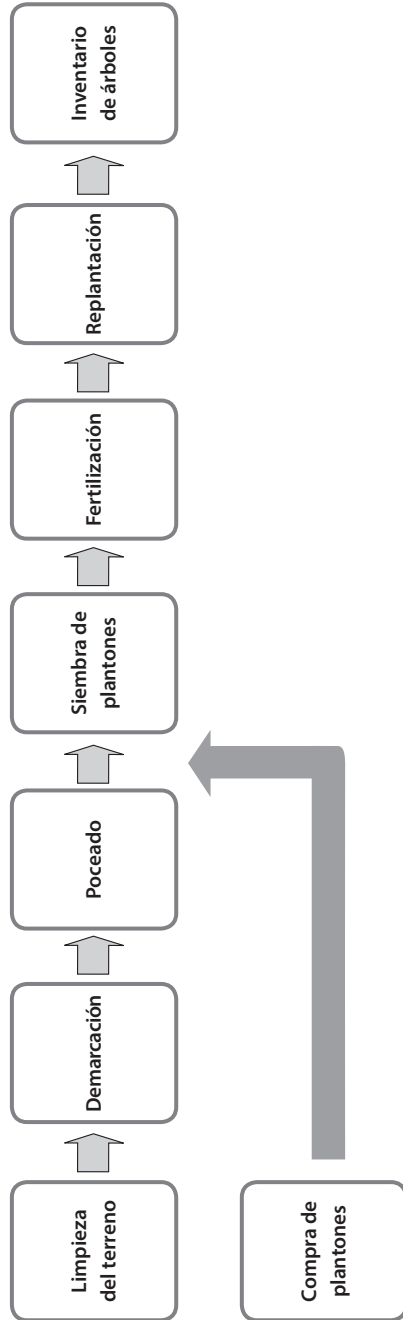 Limpieza
del terreno
Demarcación
Poceado
Siembra de
plantones
Fertilización
Replantación
Inventario
de árboles
Compra de
plantones